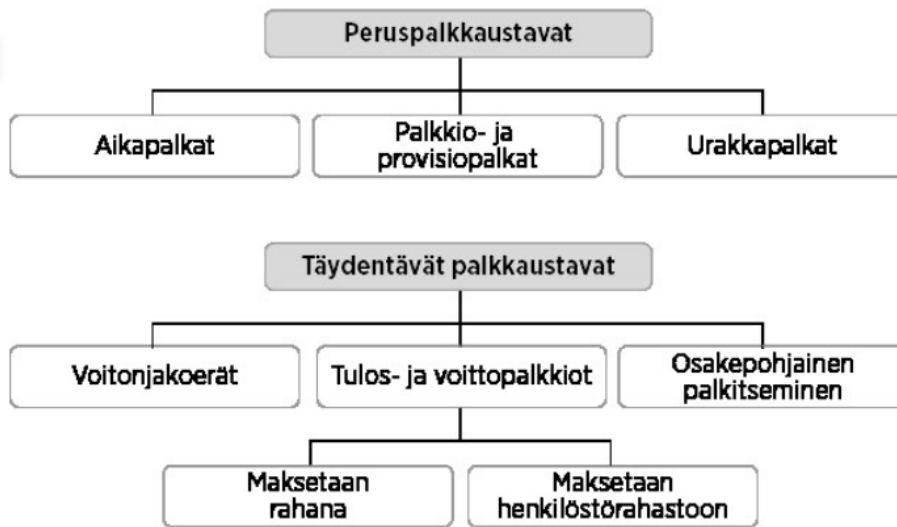 Peruspalkkaustavat
Aikapalkat
Palkkio- ja
provisiopalkat
Urakkapalkat
Täydentävät palkkaustavat
Voitonjakoerät
Tulos- ja voittopalkkiot
Osakepohjainen
palkitseminen
Maksetaan
rahana
Maksetaan
henkilöstörahastoon